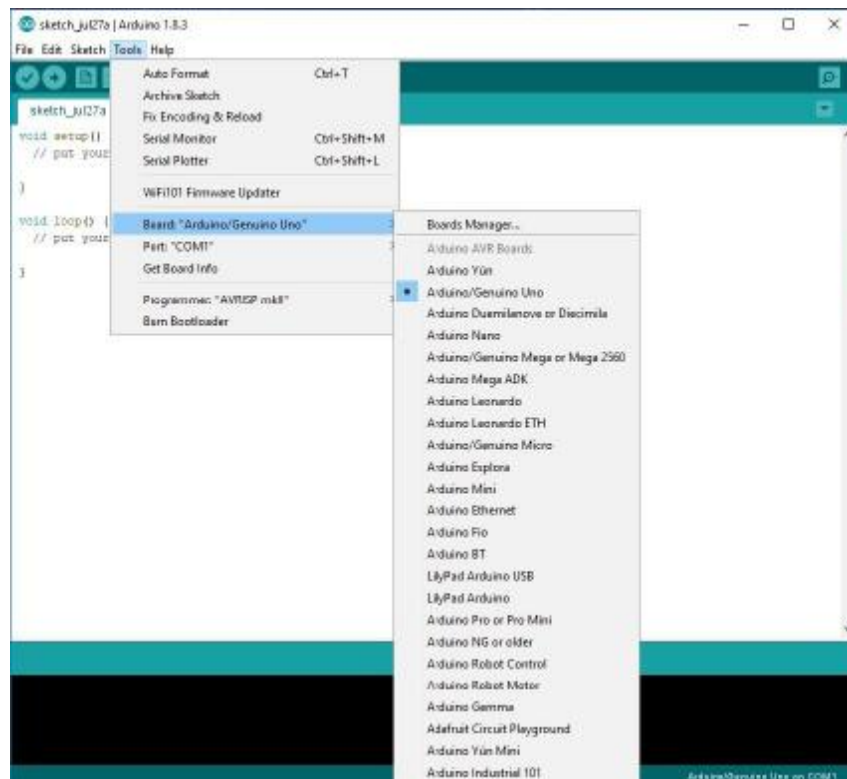 sketch_jul27a | Arduino 1.8.3
File Edit Sketch Tools Help
sketch_jul27a
void setup() {
// put your
}
void loop() {
// put your
}
Auto Format Ctrl+T
Archive Sketch
Fix Encoding & Reload
Serial Monitor Ctrl+Shift+M
Serial Plotter Ctrl+Shift+L
WiFi101 Firmware Updater
Board: "Arduino/Genuino Uno"
Port: "COM1"
Get Board Info
Programmer: "AVRISP mkII"
Burn Bootloader
Boards Manager...
Arduino AVR Boards
Arduino Yún
Arduino/Genuino Uno
Arduino Duemilanove or Diecimila
Arduino Nano
Arduino/Genuino Mega or Mega 2560
Arduino Mega ADK
Arduino Leonardo
Arduino Leonardo ETH
Arduino/Genuino Micro
Arduino Esplora
Arduino Mini
Arduino Ethernet
Arduino Fio
Arduino BT
LilyPad Arduino USB
LilyPad Arduino
Arduino Pro or Pro Mini
Arduino NG or older
Arduino Robot Control
Arduino Robot Motor
Arduino Gemma
Adafruit Circuit Playground
Arduino Yún Mini
Arduino Industrial 101
Arduino/Genuino Uno on COM1